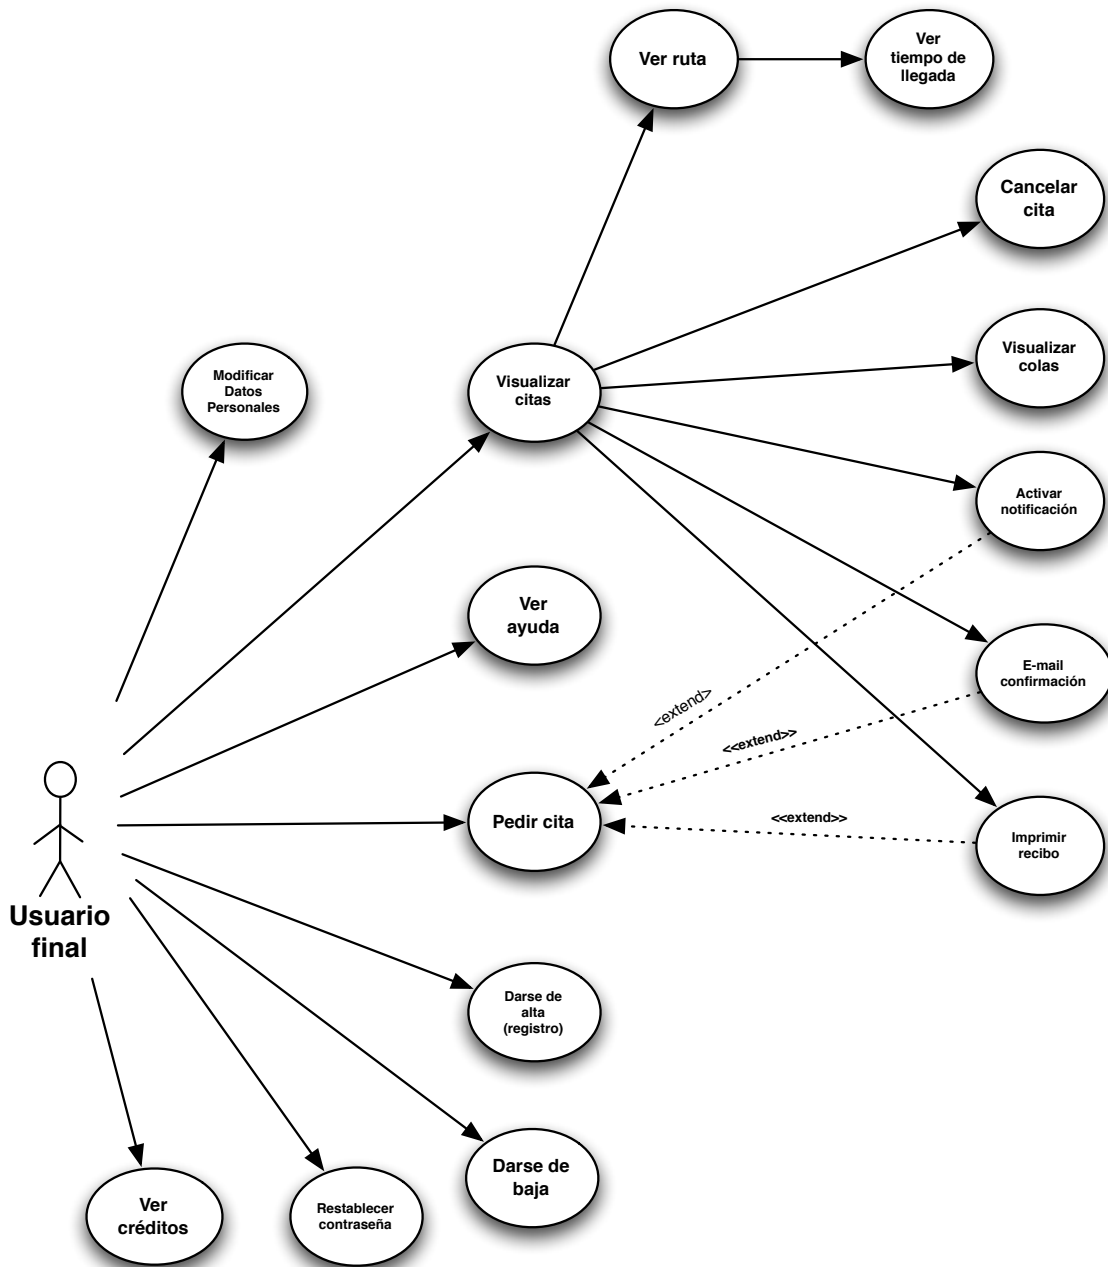 Ver ruta
Ver
tiempo de
llegada
Cancelar
cita
Modificar
Datos
Personales
Visualizar
citas
Visualizar
colas
Activar
notificación
Ver
ayuda
E-mail
confirmación
<extend>
<<extend>>
Pedir cita
<<extend>>
Imprimir
recibo
Usuario
final
Darse de
alta
(registro)
Darse de
baja
Ver
créditos
Restablecer
contraseña